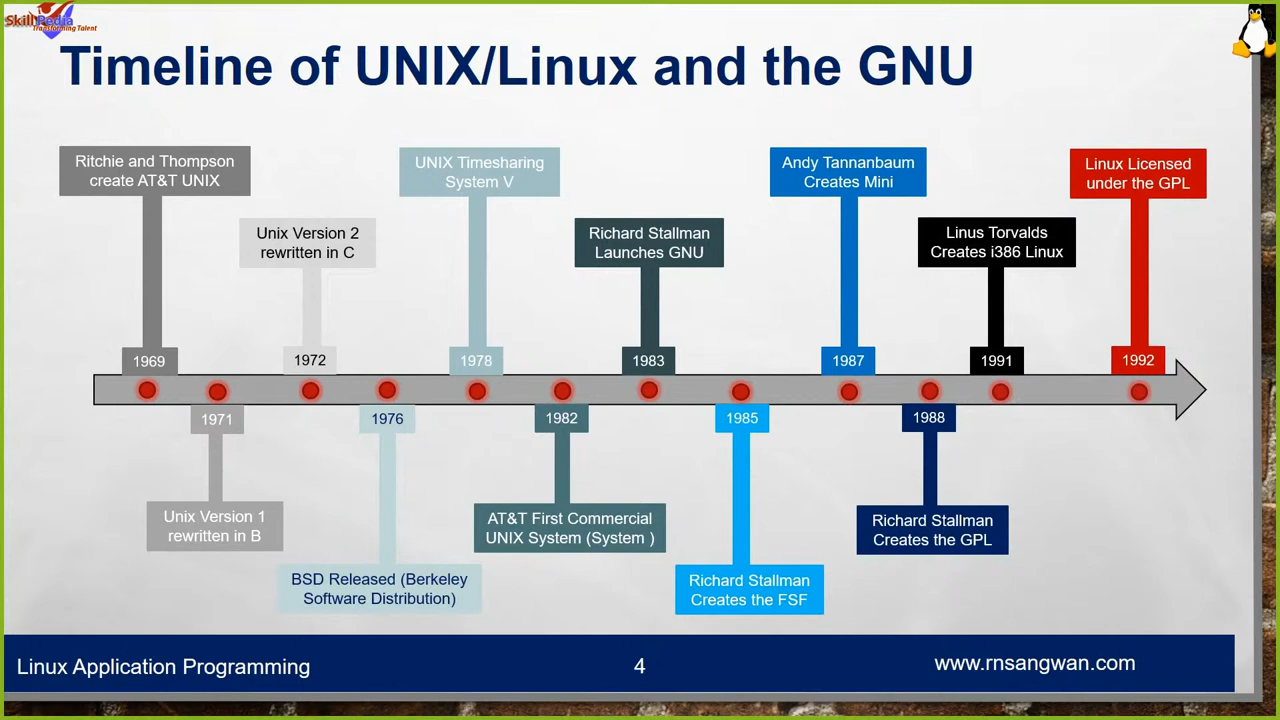 Skill Pedia
Transforming Talent
Timeline of UNIX/Linux and the GNU
Ritchie and Thompson
create AT&T UNIX
UNIX Timesharing
System V
Andy Tannanbaum
Creates Mini
Linux Licensed
under the GPL
Unix Version 2
rewritten in C
Richard Stallman
Launches GNU
Linus Torvalds
Creates i386 Linux
1969
1972
1978
1983
1987
1991
1992
1971
1976
1982
1985
1988
Unix Version 1
rewritten in B
AT&T First Commercial
UNIX System (System )
Richard Stallman
Creates the GPL
BSD Released (Berkeley
Software Distribution)
Richard Stallman
Creates the FSF
Linux Application Programming
4
www.rnsangwan.com